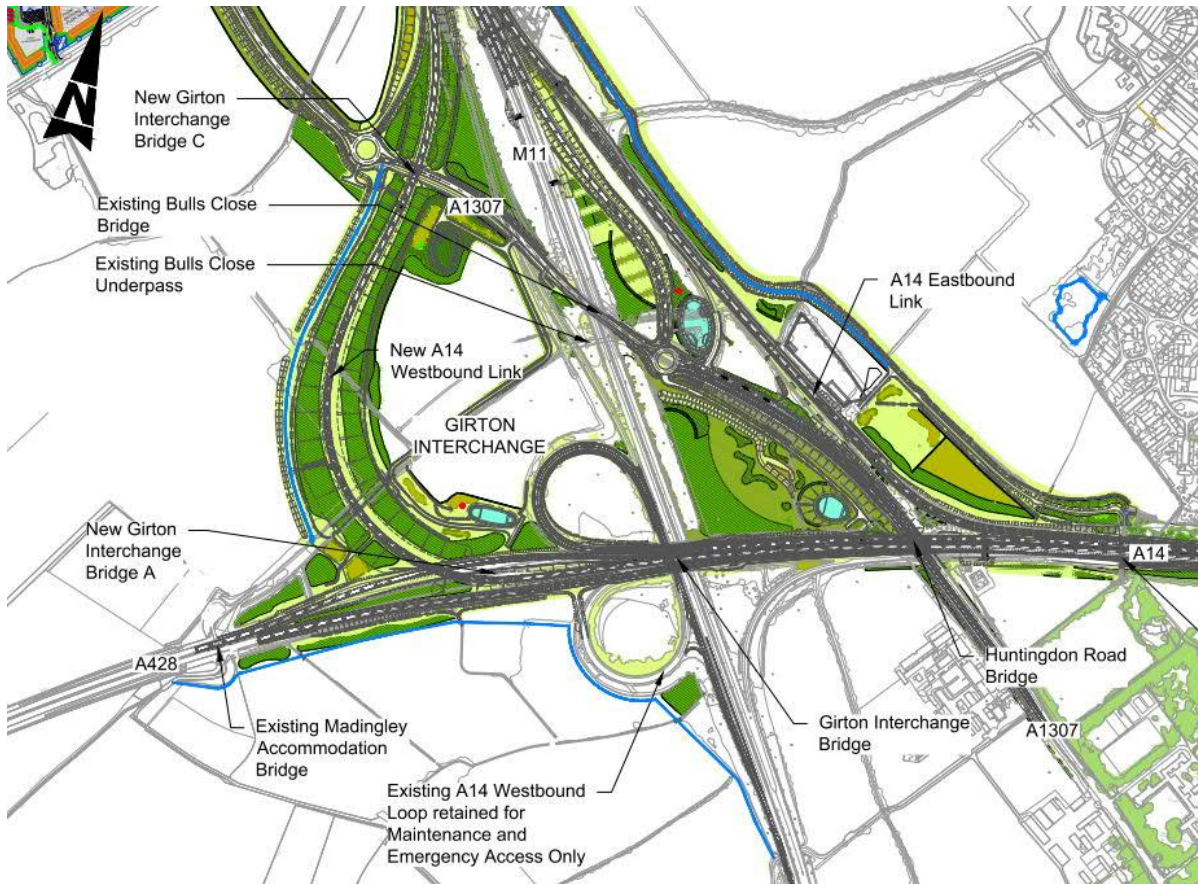 N
New Girton
Interchange
Bridge C
M11
Existing Bulls Close
Bridge
A1307
Existing Bulls Close
Underpass
A14 Eastbound
Link
New A14
Westbound Link
GIRTON
INTERCHANGE
New Girton
Interchange
Bridge A
A14
A428
Huntingdon Road
Bridge
Existing Madingley
Accommodation
Bridge
Girton Interchange
Bridge
A1307
Existing A14 Westbound
Loop retained for
Maintenance and
Emergency Access Only